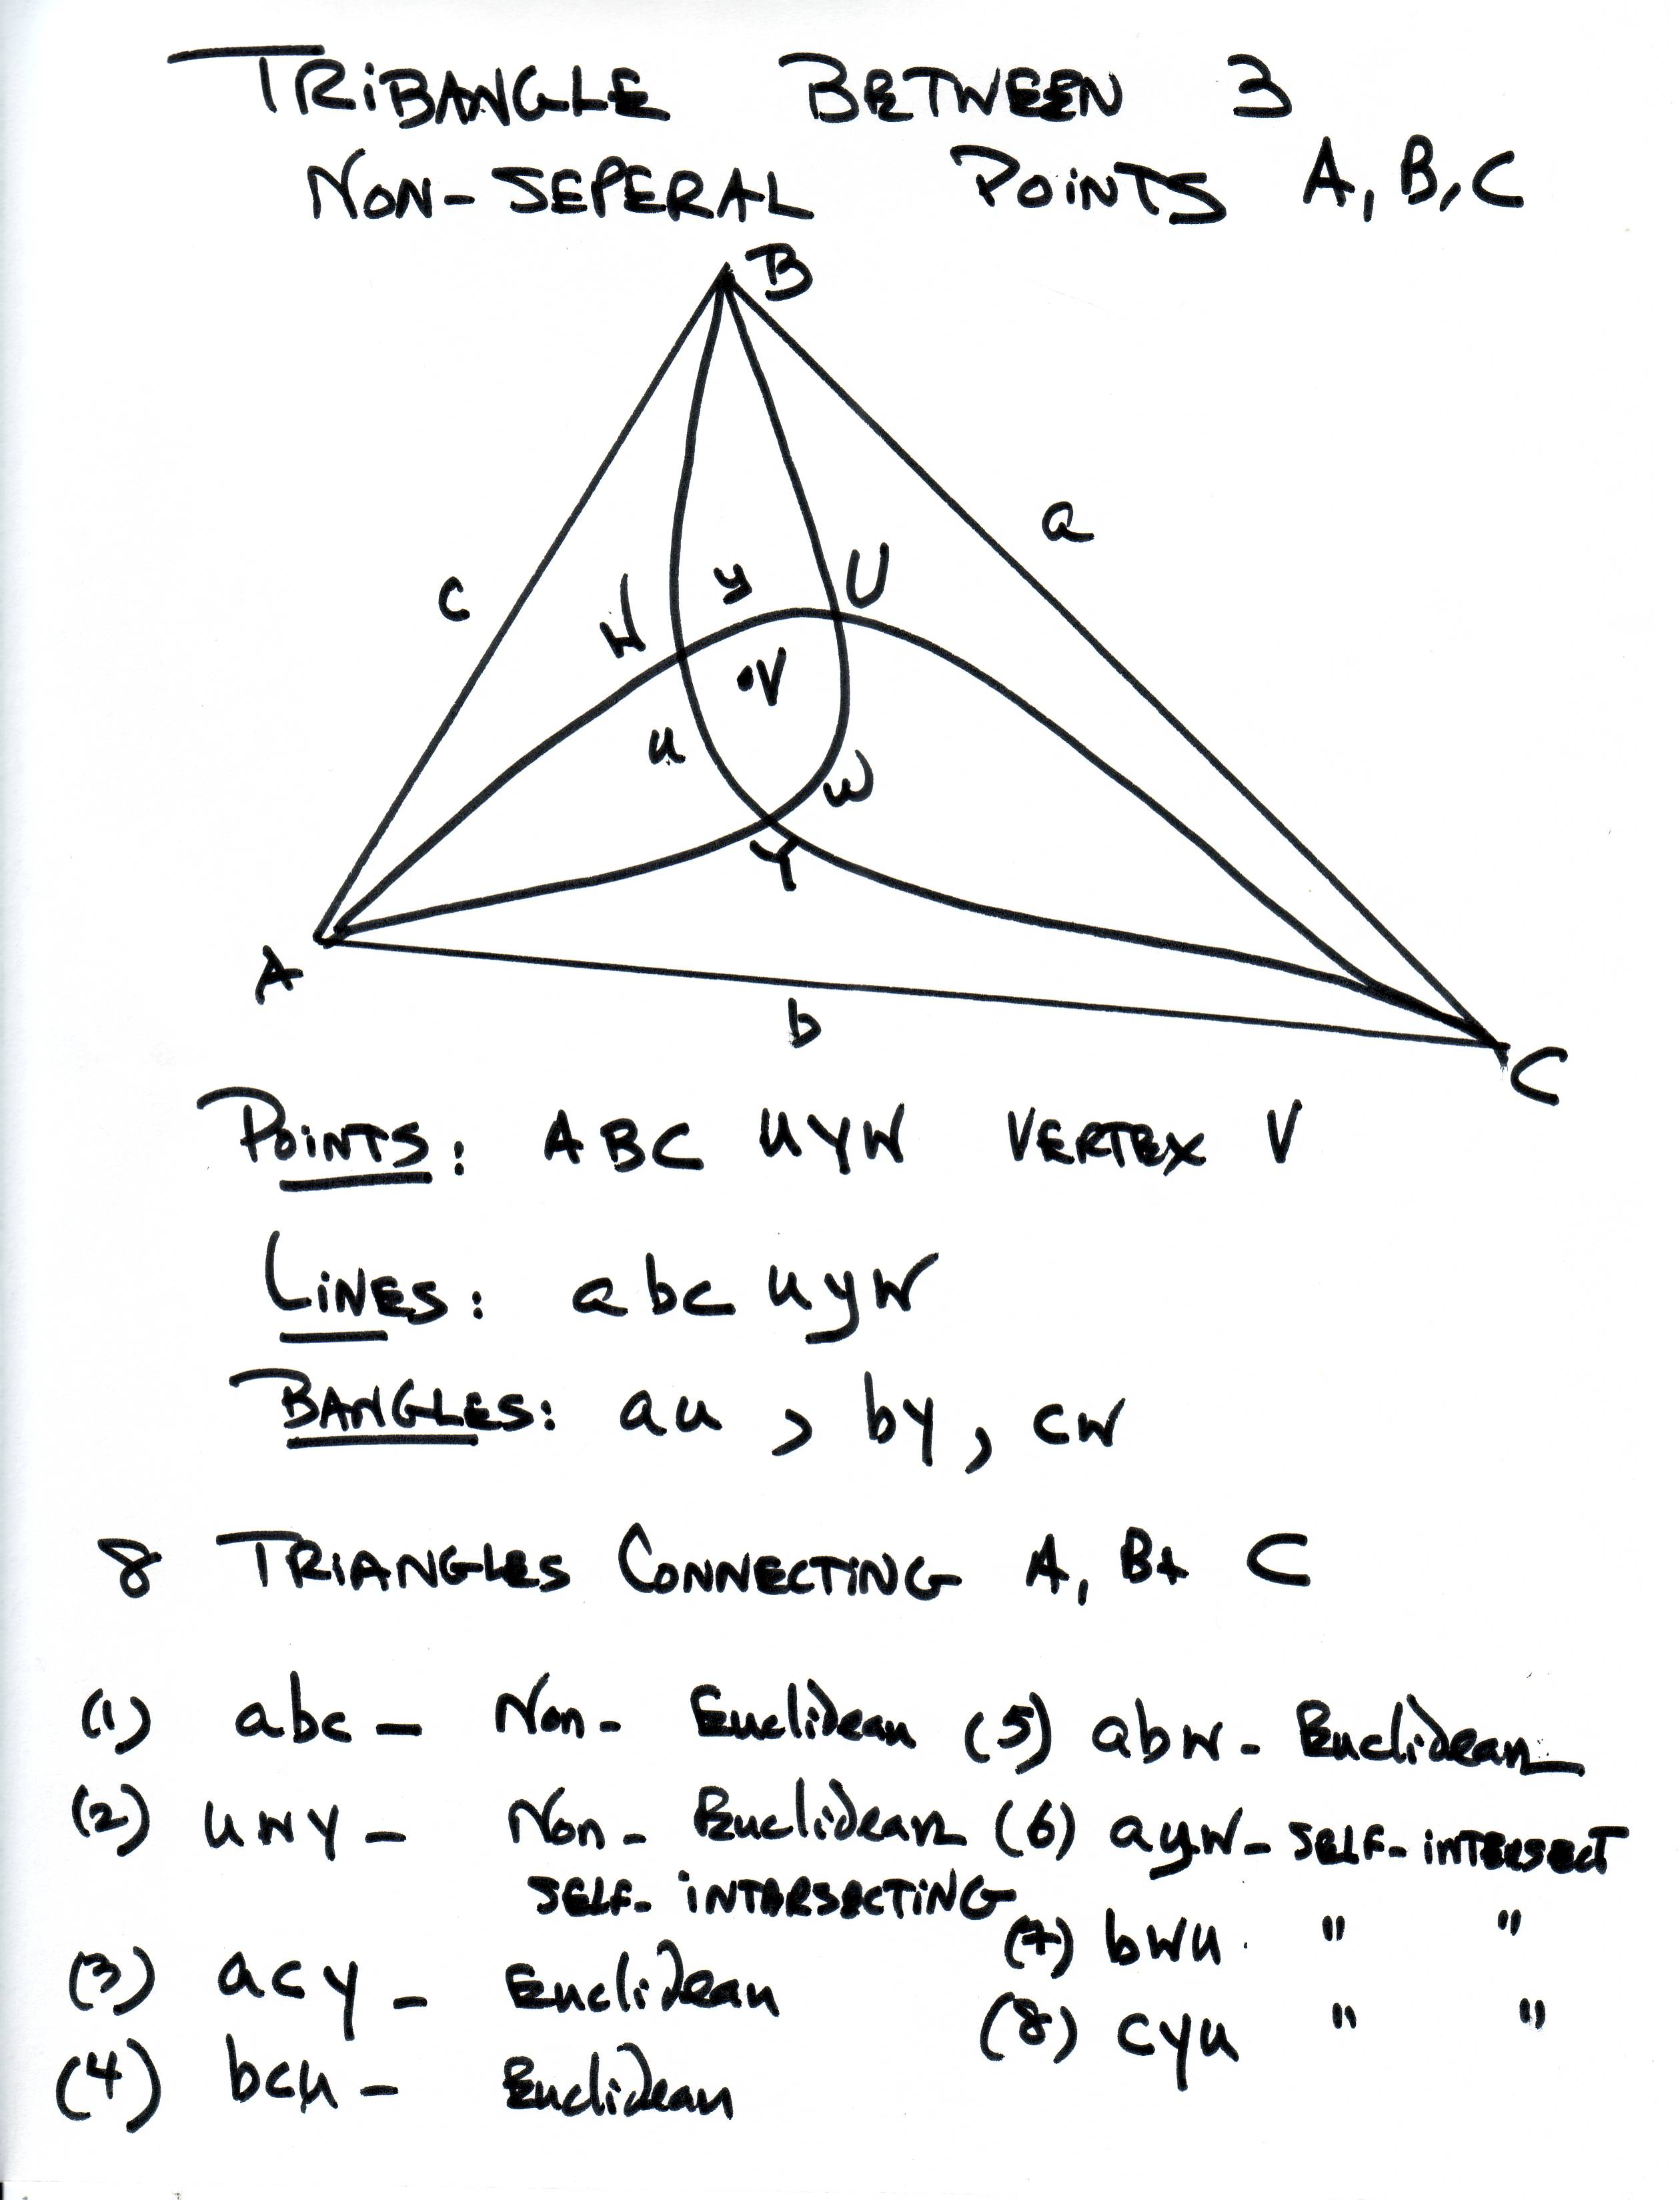 TRiBANGLE BETWEEN 3
NON-SEPERAL POiNTS A, B, C
B
a
c
W
y
U
V
u
w
Y
A
b
C
POiNTS: ABC UYW VERTEX V
LiNES: abc uyw
BANGLES: au, by, cw
8 TRiANGLES CONNECTiNG A, B+ C
(1) abc - Non-Euclidean
(2) uwy - Non-Euclidean
SELF-iNTERSECTiNG
(3) acy - Euclidean
(4) bcu - Euclidean
(5) abw - Euclidean
(6) ayw - SELF-iNTERSECT
(7) bwu " "
(8) cyu " "